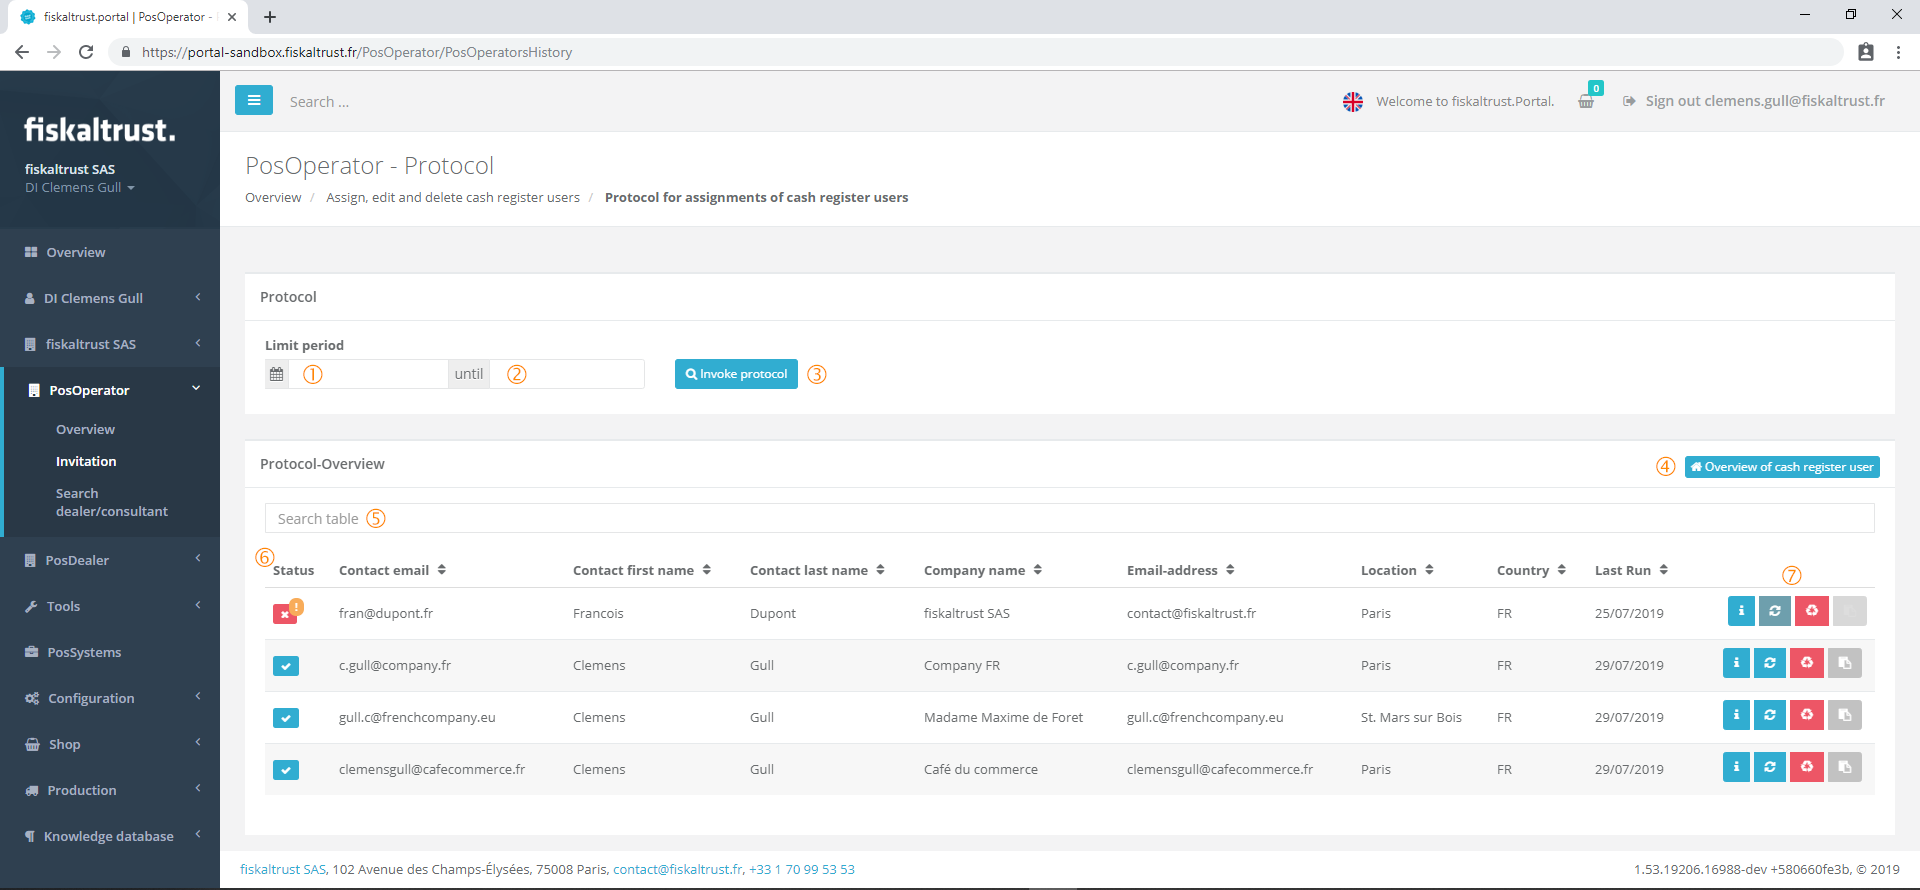 fiskaltrust.portal | PosOperator -
https://portal-sandbox.fiskaltrust.fr/PosOperator/PosOperatorsHistory
fiskaltrust.
fiskaltrust SAS
DI Clemens Gull
Overview
DI Clemens Gull
fiskaltrust SAS
PosOperator
Overview
Invitation
Search
dealer/consultant
PosDealer
Tools
PosSystems
Configuration
Shop
Production
Knowledge database
Search ...
Welcome to fiskaltrust.Portal.
0
Sign out clemens.gull@fiskaltrust.fr
PosOperator - Protocol
Overview / Assign, edit and delete cash register users / Protocol for assignments of cash register users
Protocol
Limit period
① until ② Invoke protocol ③
Protocol-Overview
④ Overview of cash register user
Search table ⑤
⑥
Status Contact email Contact first name Contact last name Company name Email-address Location Country Last Run ⑦
! fran@dupont.fr Francois Dupont fiskaltrust SAS contact@fiskaltrust.fr Paris FR 25/07/2019
c.gull@company.fr Clemens Gull Company FR c.gull@company.fr Paris FR 29/07/2019
gull.c@frenchcompany.eu Clemens Gull Madame Maxime de Foret gull.c@frenchcompany.eu St. Mars sur Bois FR 29/07/2019
clemensgull@cafecommerce.fr Clemens Gull Café du commerce clemensgull@cafecommerce.fr Paris FR 29/07/2019
fiskaltrust SAS, 102 Avenue des Champs-Élysées, 75008 Paris, contact@fiskaltrust.fr, +33 1 70 99 53 53
1.53.19206.16988-dev +580660fe3b, © 2019